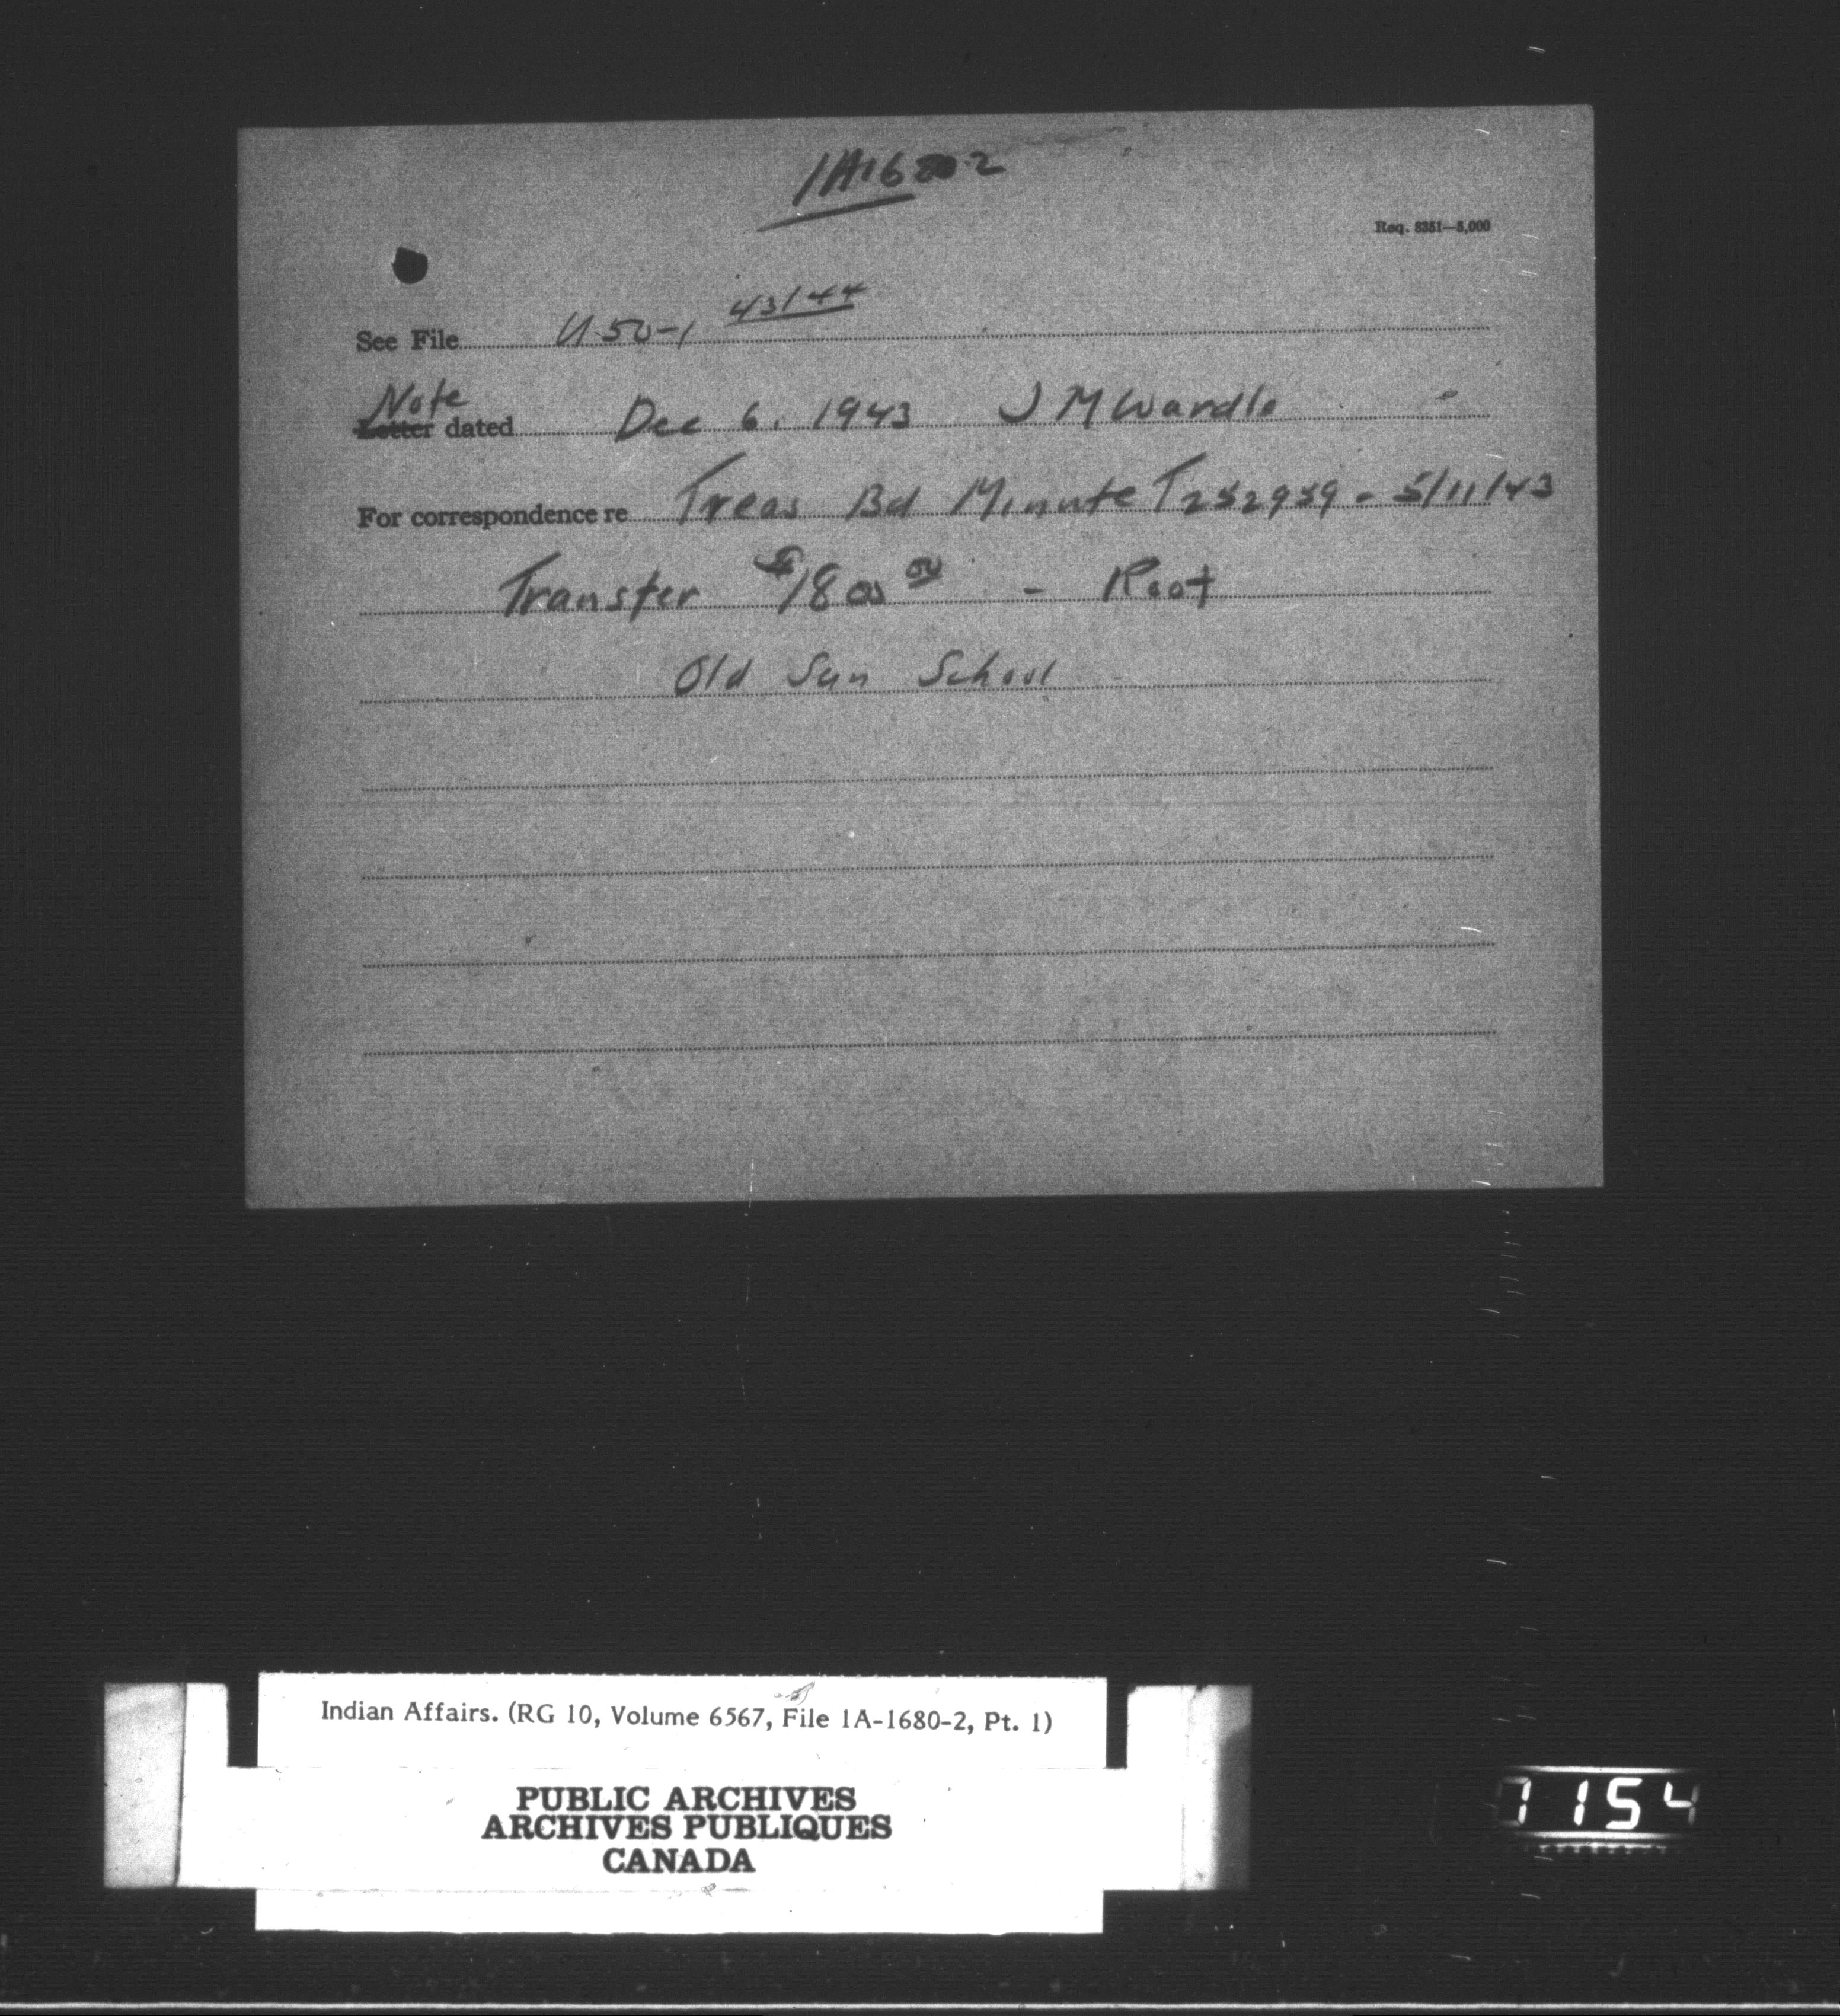 1A1680-2
Req. 8351—5,000
See File U-50-1 43/44
Note
Letter dated Dec 6, 1943 J M Wardle
For correspondence re Treas Bd Minute T252959 - 5/11/43
Transfer $1800 00 - Root
Old Sun School
Indian Affairs. (RG 10, Volume 6567, File 1A-1680-2, Pt. 1)
PUBLIC ARCHIVES
ARCHIVES PUBLIQUES
CANADA
7154